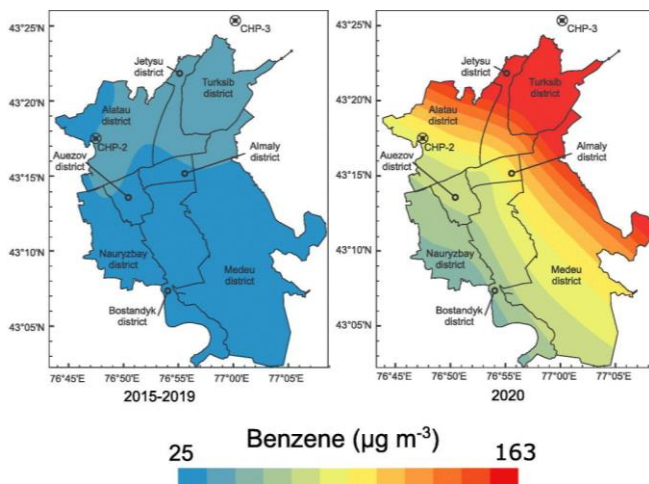 43°25'N
43°20'N
43°15'N
43°10'N
43°05'N
CHP-3
Jetysu
district
Turksib
district
Alatau
district
CHP-2
Auezov
district
Almaly
district
Nauryzbay
district
Medeu
district
Bostandyk
district
76°45'E 76°50'E 76°55'E 77°00'E 77°05'E
2015-2019
43°25'N
43°20'N
43°15'N
43°10'N
43°05'N
CHP-3
Jetysu
district
Turksib
district
Alatau
district
CHP-2
Auezov
district
Almaly
district
Nauryzbay
district
Medeu
district
Bostandyk
district
76°45'E 76°50'E 76°55'E 77°00'E 77°05'E
2020
Benzene (µg m-3)
25 163